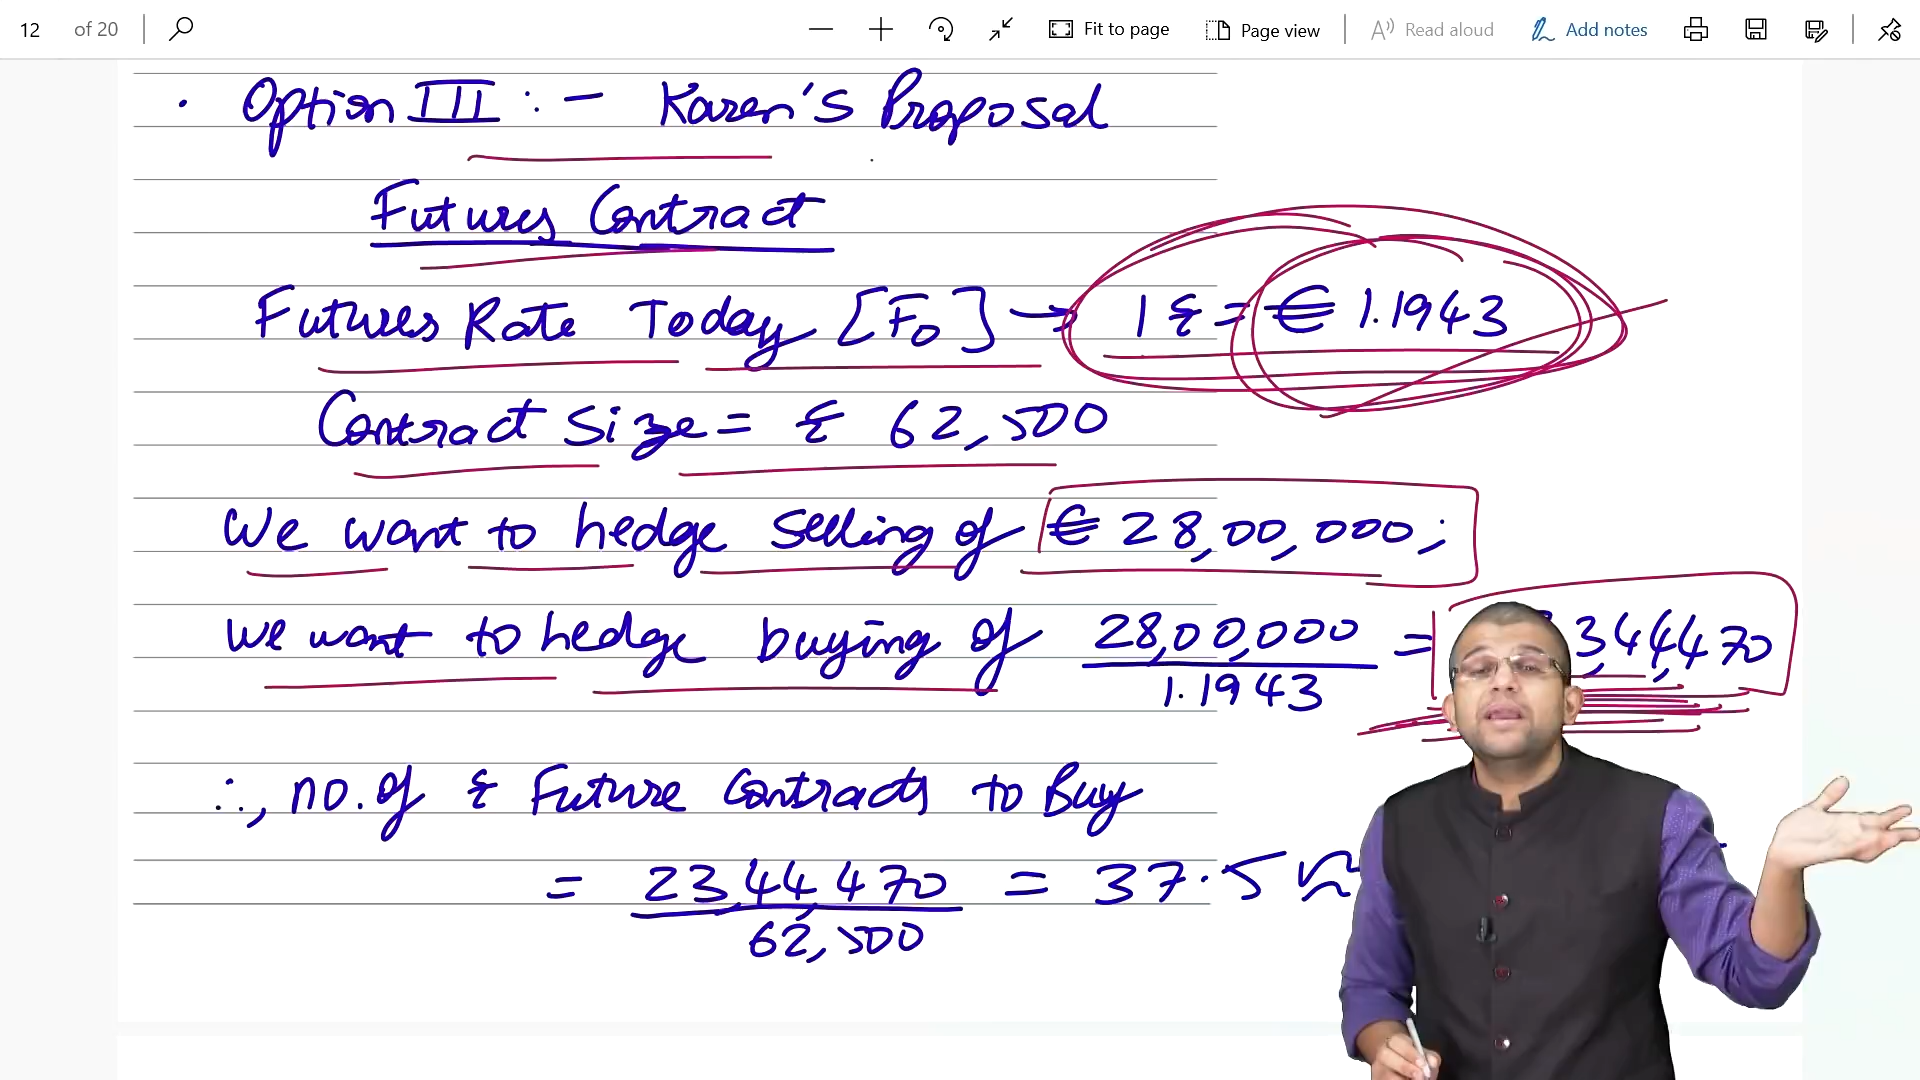 12 of 20 Fit to page Page view Read aloud Add notes
· Option III :- Karen's Proposal
Futures Contract
Futures Rate Today [F0] → 1 £ = € 1.1943
Contract Size = £ 62,500
We want to hedge selling of € 28,00,000;
we want to hedge buying of 28,00,000 / 1.1943 = 3,44,470
∴, no. of £ Future Contracts to Buy
= 23,44,470 / 62,500 = 37.5